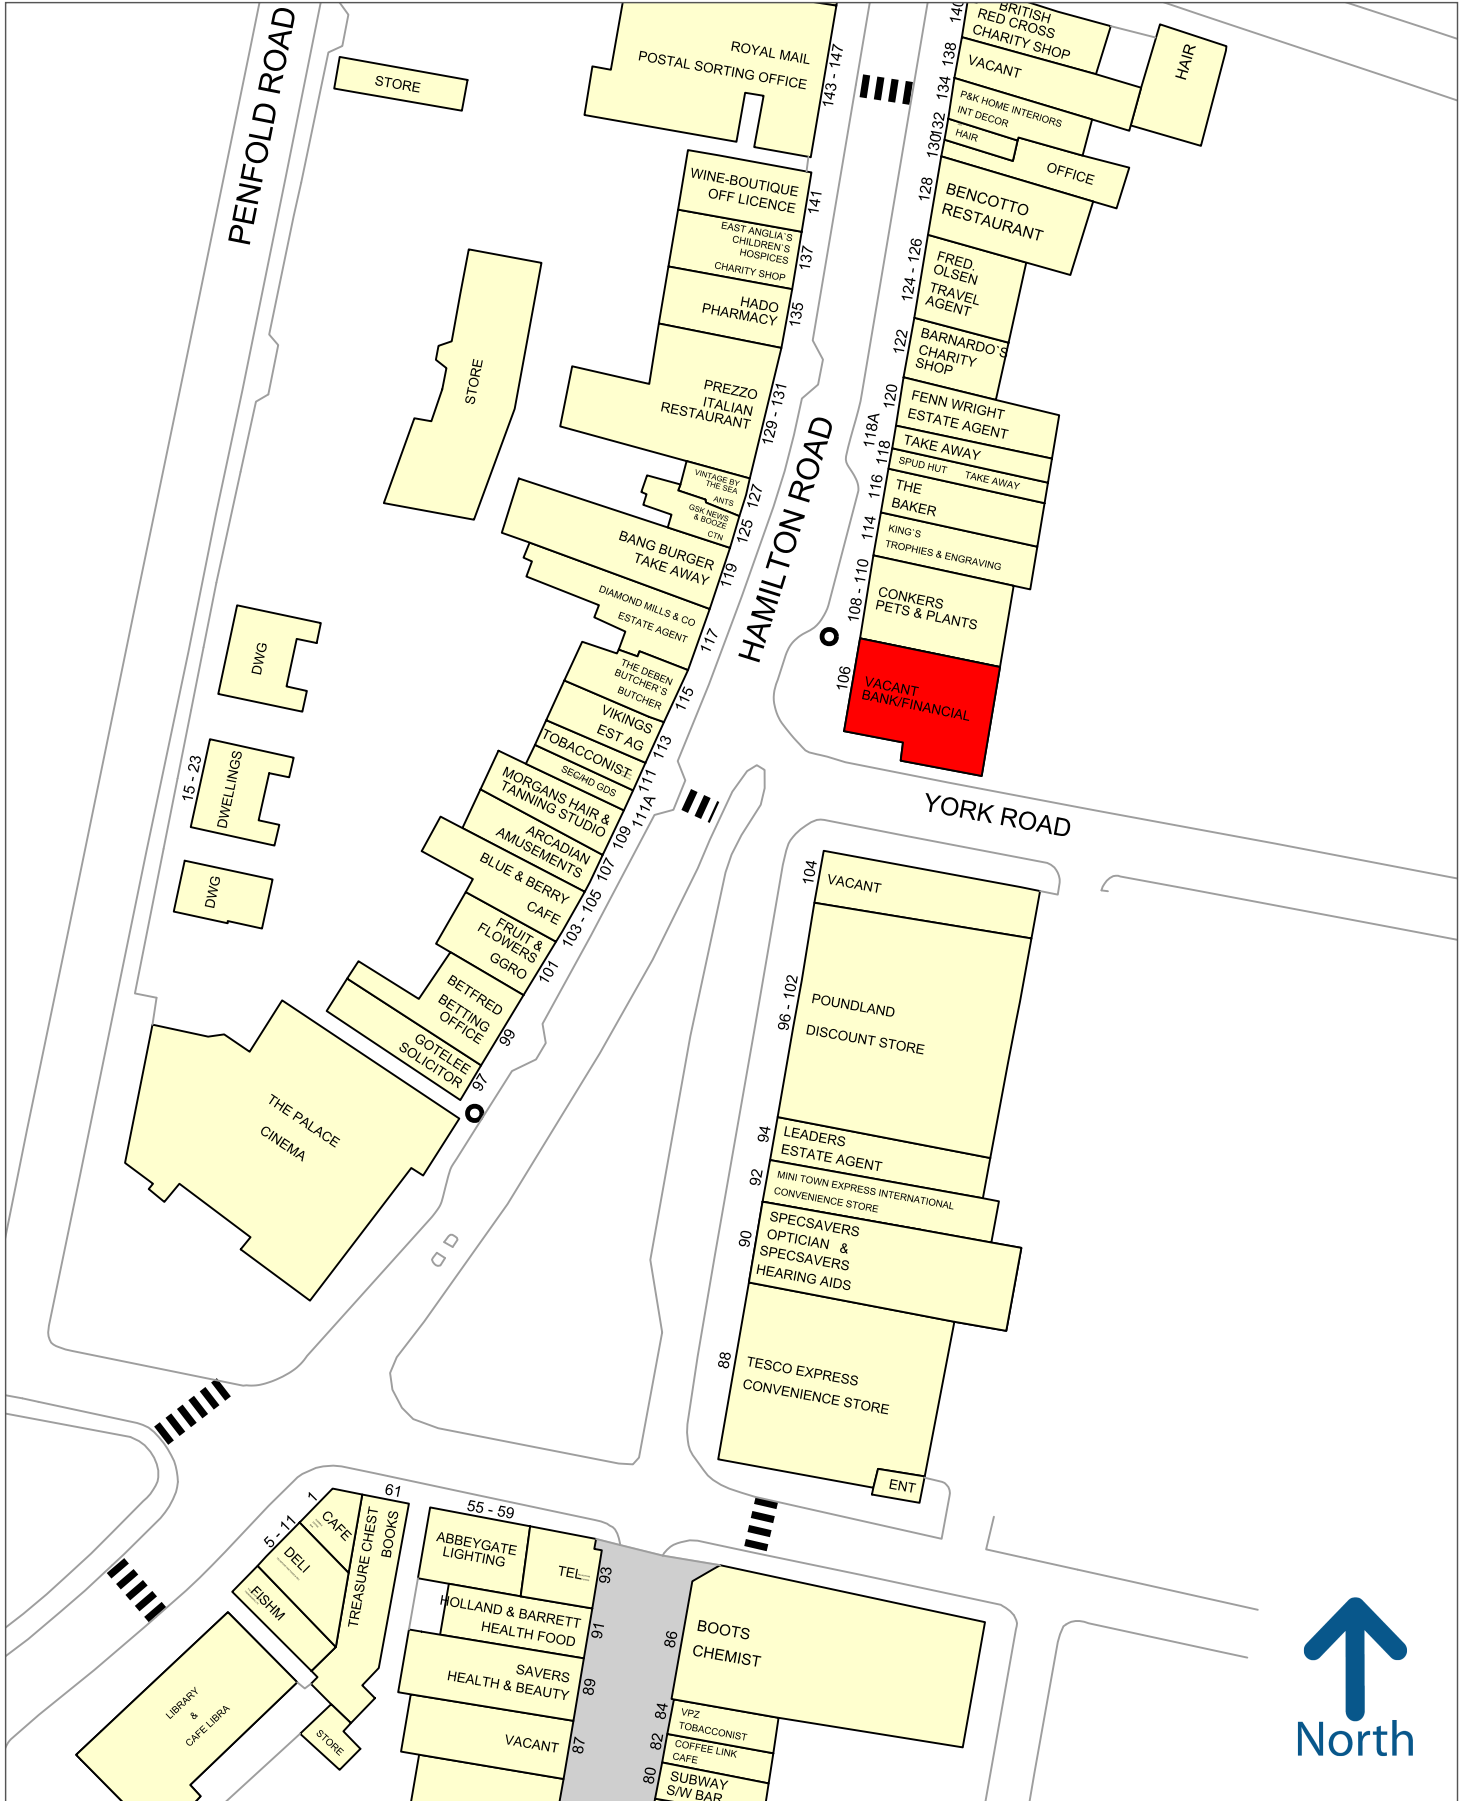 PENFOLD ROAD
STORE
ROYAL MAIL
POSTAL SORTING OFFICE
143 - 147
140
BRITISH
RED CROSS
CHARITY SHOP
HAIR
138
VACANT
134
P&K HOME INTERIORS
INT DECOR
132
HAIR
130
OFFICE
128
BENCOTTO
RESTAURANT
WINE-BOUTIQUE
OFF LICENCE
141
EAST ANGLIA`S
CHILDREN`S
HOSPICES
CHARITY SHOP
137
HADO
PHARMACY
135
124 - 126
FRED.
OLSEN
TRAVEL
AGENT
122
BARNARDO`S
CHARITY
SHOP
STORE
PREZZO
ITALIAN
RESTAURANT
129 - 131
120
FENN WRIGHT
ESTATE AGENT
118A
TAKE AWAY
118
SPUD HUT
TAKE AWAY
116
THE
BAKER
114
KING`S
TROPHIES & ENGRAVING
108 - 110
CONKERS
PETS & PLANTS
106
VACANT
BANK/FINANCIAL
HAMILTON ROAD
VINTAGE BY
THE SEA
ANTS
127
GSK NEWS
& BOOZE
CTN
125
BANG BURGER
TAKE AWAY
119
DIAMOND MILLS & CO
ESTATE AGENT
117
THE DEBEN
BUTCHER`S
BUTCHER
115
VIKINGS
EST AG
113
TOBACCONIST
111
SEC/HD GDS
111A
MORGANS HAIR &
TANNING STUDIO
109
ARCADIAN
AMUSEMENTS
107
BLUE & BERRY
CAFE
103 - 105
FRUIT &
FLOWERS
GGRO
101
BETFRED
BETTING
OFFICE
99
GOTELEE
SOLICITOR
97
DWG
15 - 23
DWELLINGS
DWG
THE PALACE
CINEMA
YORK ROAD
104
VACANT
96 - 102
POUNDLAND
DISCOUNT STORE
94
LEADERS
ESTATE AGENT
92
MINI TOWN EXPRESS INTERNATIONAL
CONVENIENCE STORE
90
SPECSAVERS
OPTICIAN &
SPECSAVERS
HEARING AIDS
88
TESCO EXPRESS
CONVENIENCE STORE
ENT
1
CAFE
5 - 11
DELI
FISHM
61
TREASURE CHEST
BOOKS
55 - 59
ABBEYGATE
LIGHTING
TEL
93
HOLLAND & BARRETT
HEALTH FOOD
91
SAVERS
HEALTH & BEAUTY
89
VACANT
87
LIBRARY
&
CAFE LIBRA
STORE
86
BOOTS
CHEMIST
84
VPZ
TOBACCONIST
82
COFFEE LINK
CAFE
80
SUBWAY
S/W BAR
North